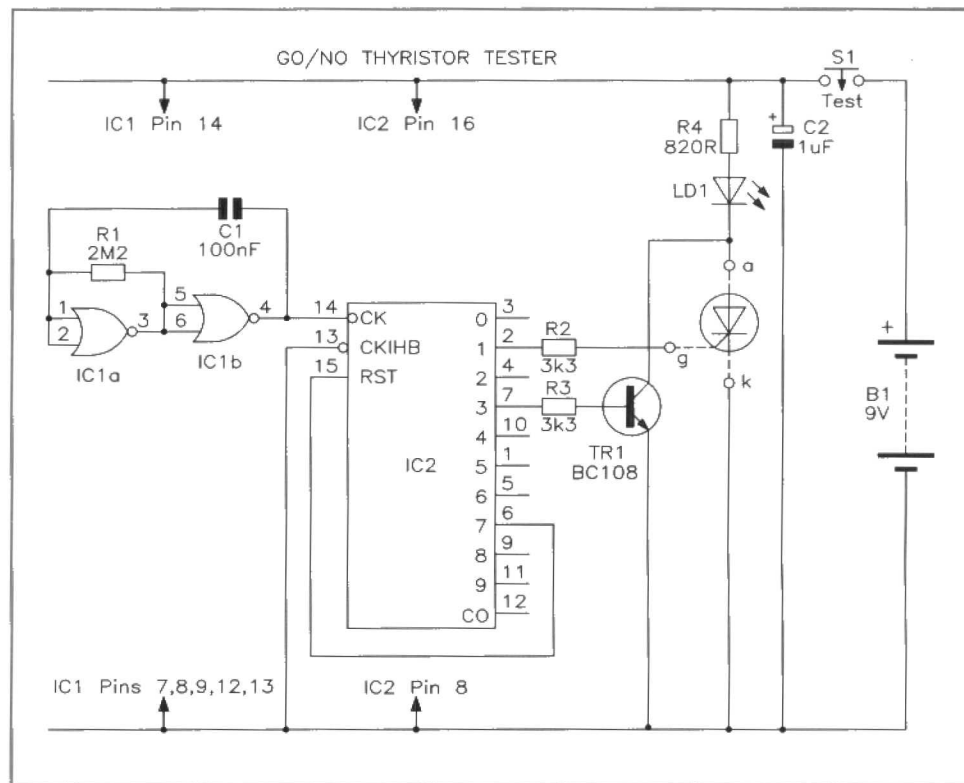 GO/NO THYRISTOR TESTER
S1
Test
IC1 Pin 14
IC2 Pin 16
R4
820R
+
C2
1uF
LD1
C1
100nF
R1
2M2
1
2
3
5
6
4
IC1a
IC1b
14
CK
13
CKIHB
15
RST
IC2
3
0
2
1
4
2
7
3
10
4
1
5
5
6
6
7
9
8
11
9
12
CO
R2
3k3
R3
3k3
a
g
k
TR1
BC108
+
B1
9V
IC1 Pins 7,8,9,12,13
IC2 Pin 8